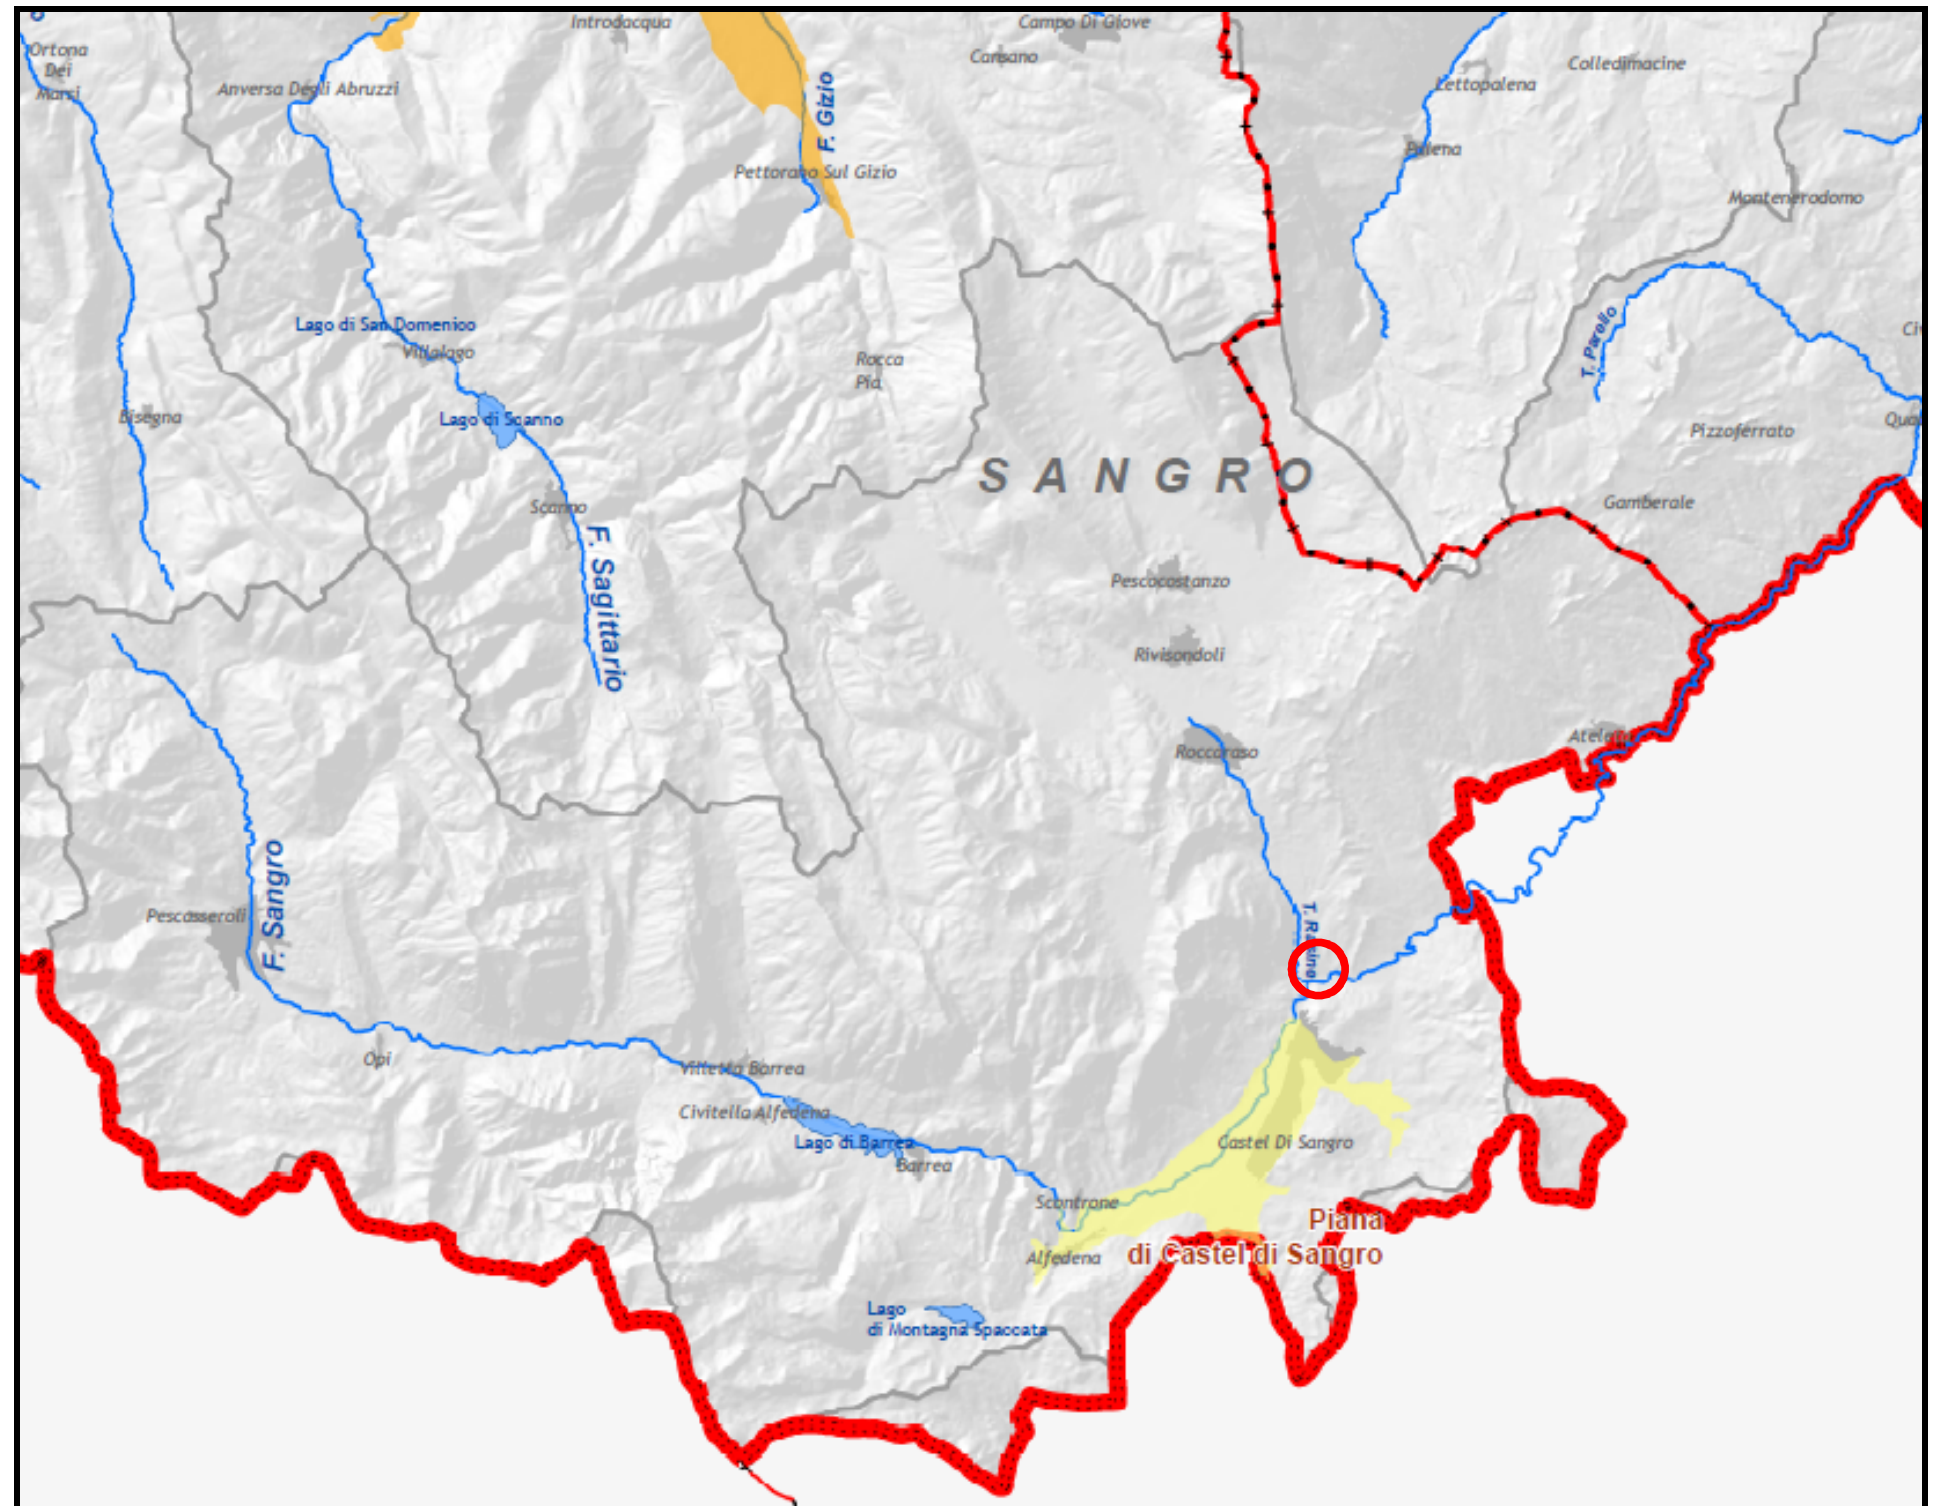 Introdacqua
Campo Di Giove
Ortona
Dei
Marsi
Cansano
Colledimacine
Anversa Degli Abruzzi
Lettopalena
F. Gizio
Palena
Pettorano Sul Gizio
Montenerodomo
Lago di San Domenico
Villalago
Rocca
Pia
T. Parello
Civ
Bisegna
Lago di Scanno
Qua
Pizzoferrato
SANGRO
Scanno
Gamberale
F. Sagittario
Pescocostanzo
Rivisondoli
Roccaraso
Ateleta
F. Sangro
Pescasseroli
T. Rasino
Opi
Villetta Barrea
Civitella Alfedena
Lago di Barrea
Barrea
Castel Di Sangro
Scontrone
Piana
di Castel di Sangro
Alfedena
Lago
di Montagna Spaccata